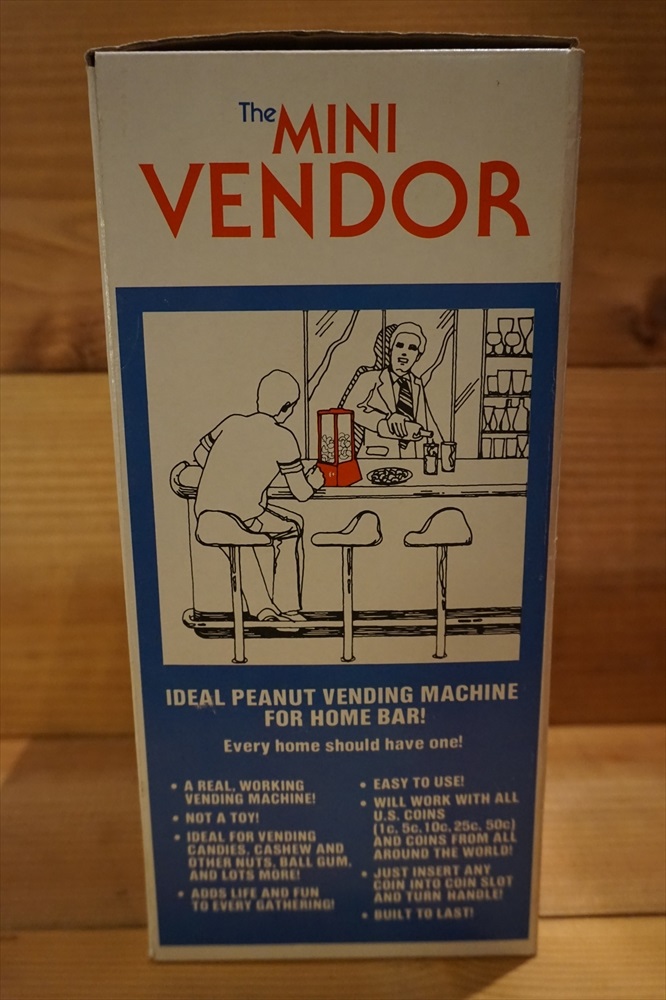 The MINI
VENDOR
IDEAL PEANUT VENDING MACHINE
FOR HOME BAR!
Every home should have one!
• A REAL, WORKING
VENDING MACHINE!
• NOT A TOY!
• IDEAL FOR VENDING
CANDIES, CASHEW AND
OTHER NUTS, BALL GUM,
AND LOTS MORE!
• ADDS LIFE AND FUN
TO EVERY GATHERING!
• EASY TO USE!
• WILL WORK WITH ALL
U.S. COINS
(1c, 5c, 10c, 25c, 50c)
AND COINS FROM ALL
AROUND THE WORLD!
• JUST INSERT ANY
COIN INTO COIN SLOT
AND TURN HANDLE!
• BUILT TO LAST!